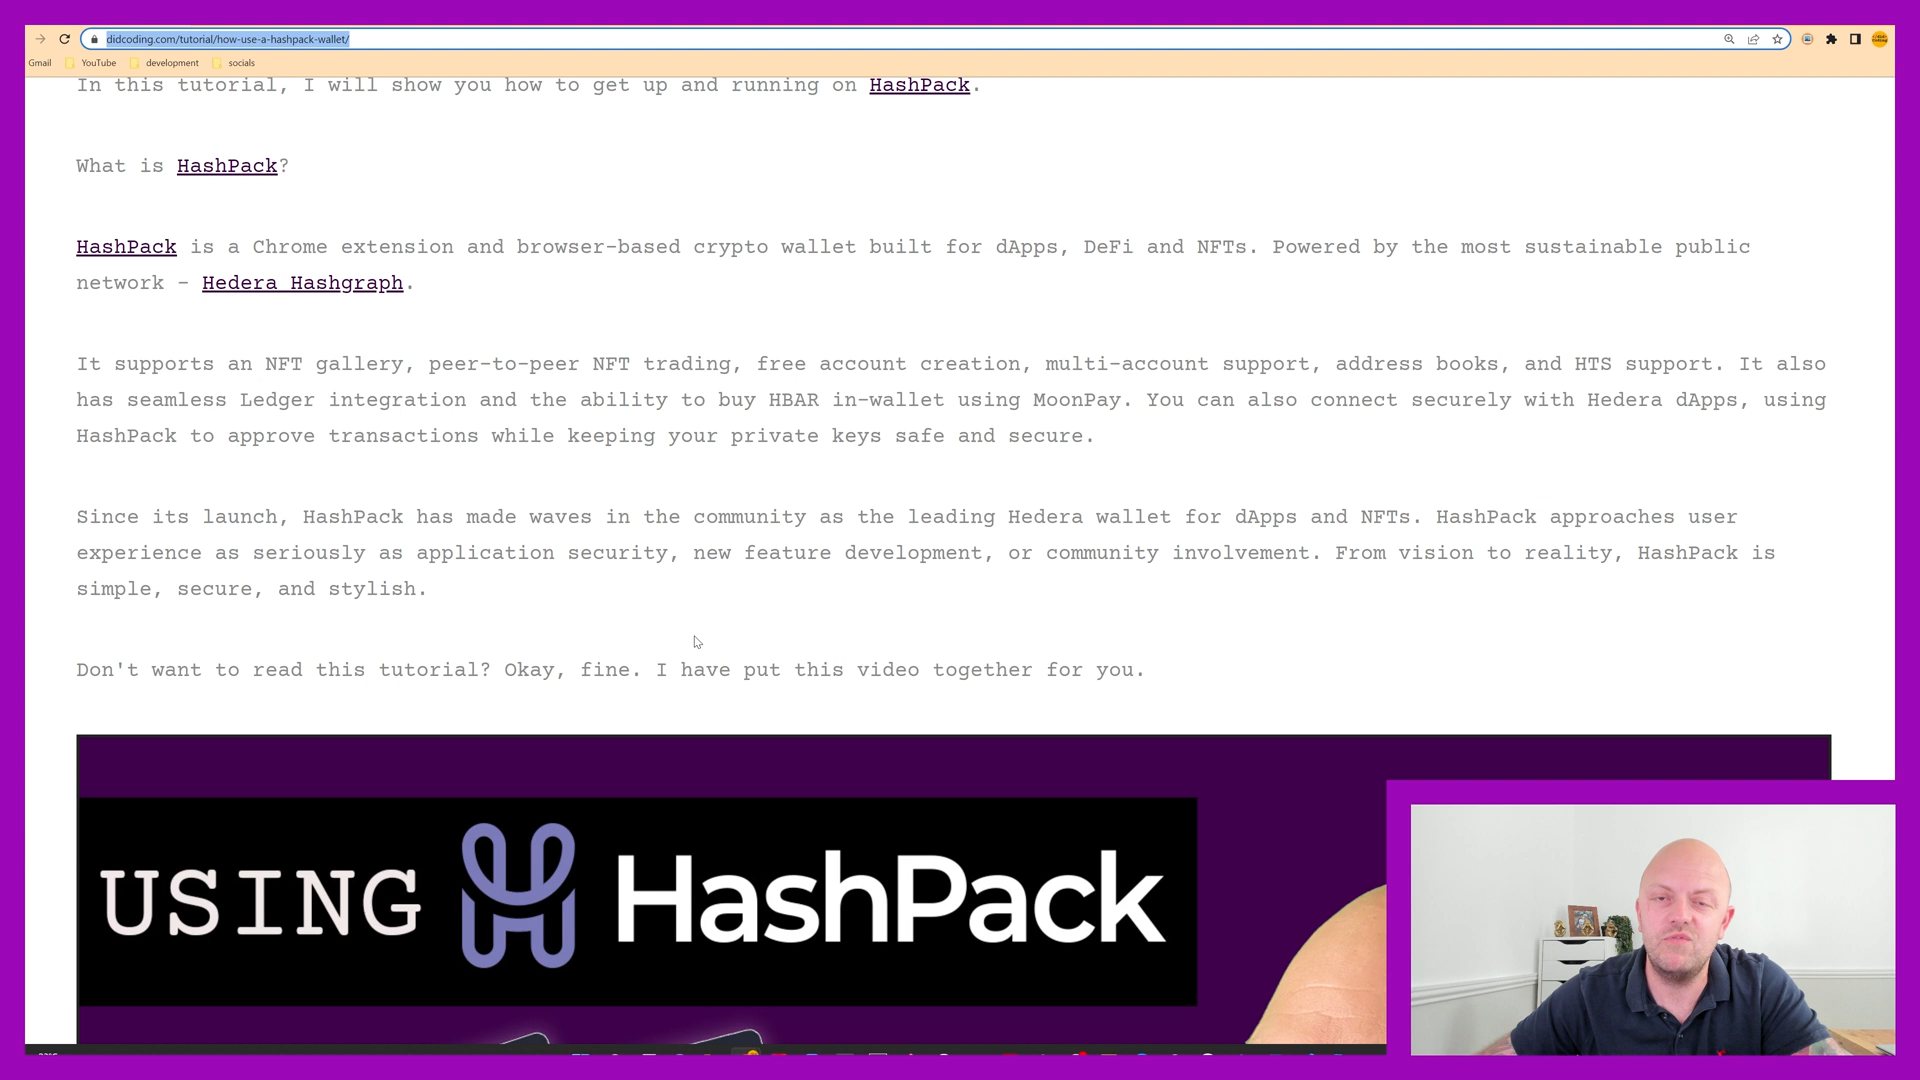 didcoding.com/tutorial/how-use-a-hashpack-wallet/
Gmail YouTube development socials
In this tutorial, I will show you how to get up and running on HashPack.
What is HashPack?
HashPack is a Chrome extension and browser-based crypto wallet built for dApps, DeFi and NFTs. Powered by the most sustainable public
network - Hedera Hashgraph.
It supports an NFT gallery, peer-to-peer NFT trading, free account creation, multi-account support, address books, and HTS support. It also
has seamless Ledger integration and the ability to buy HBAR in-wallet using MoonPay. You can also connect securely with Hedera dApps, using
HashPack to approve transactions while keeping your private keys safe and secure.
Since its launch, HashPack has made waves in the community as the leading Hedera wallet for dApps and NFTs. HashPack approaches user
experience as seriously as application security, new feature development, or community involvement. From vision to reality, HashPack is
simple, secure, and stylish.
Don't want to read this tutorial? Okay, fine. I have put this video together for you.
USING HashPack